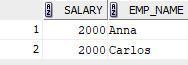 SALARY EMP_NAME
1 2000 Anna
2 2000 Carlos